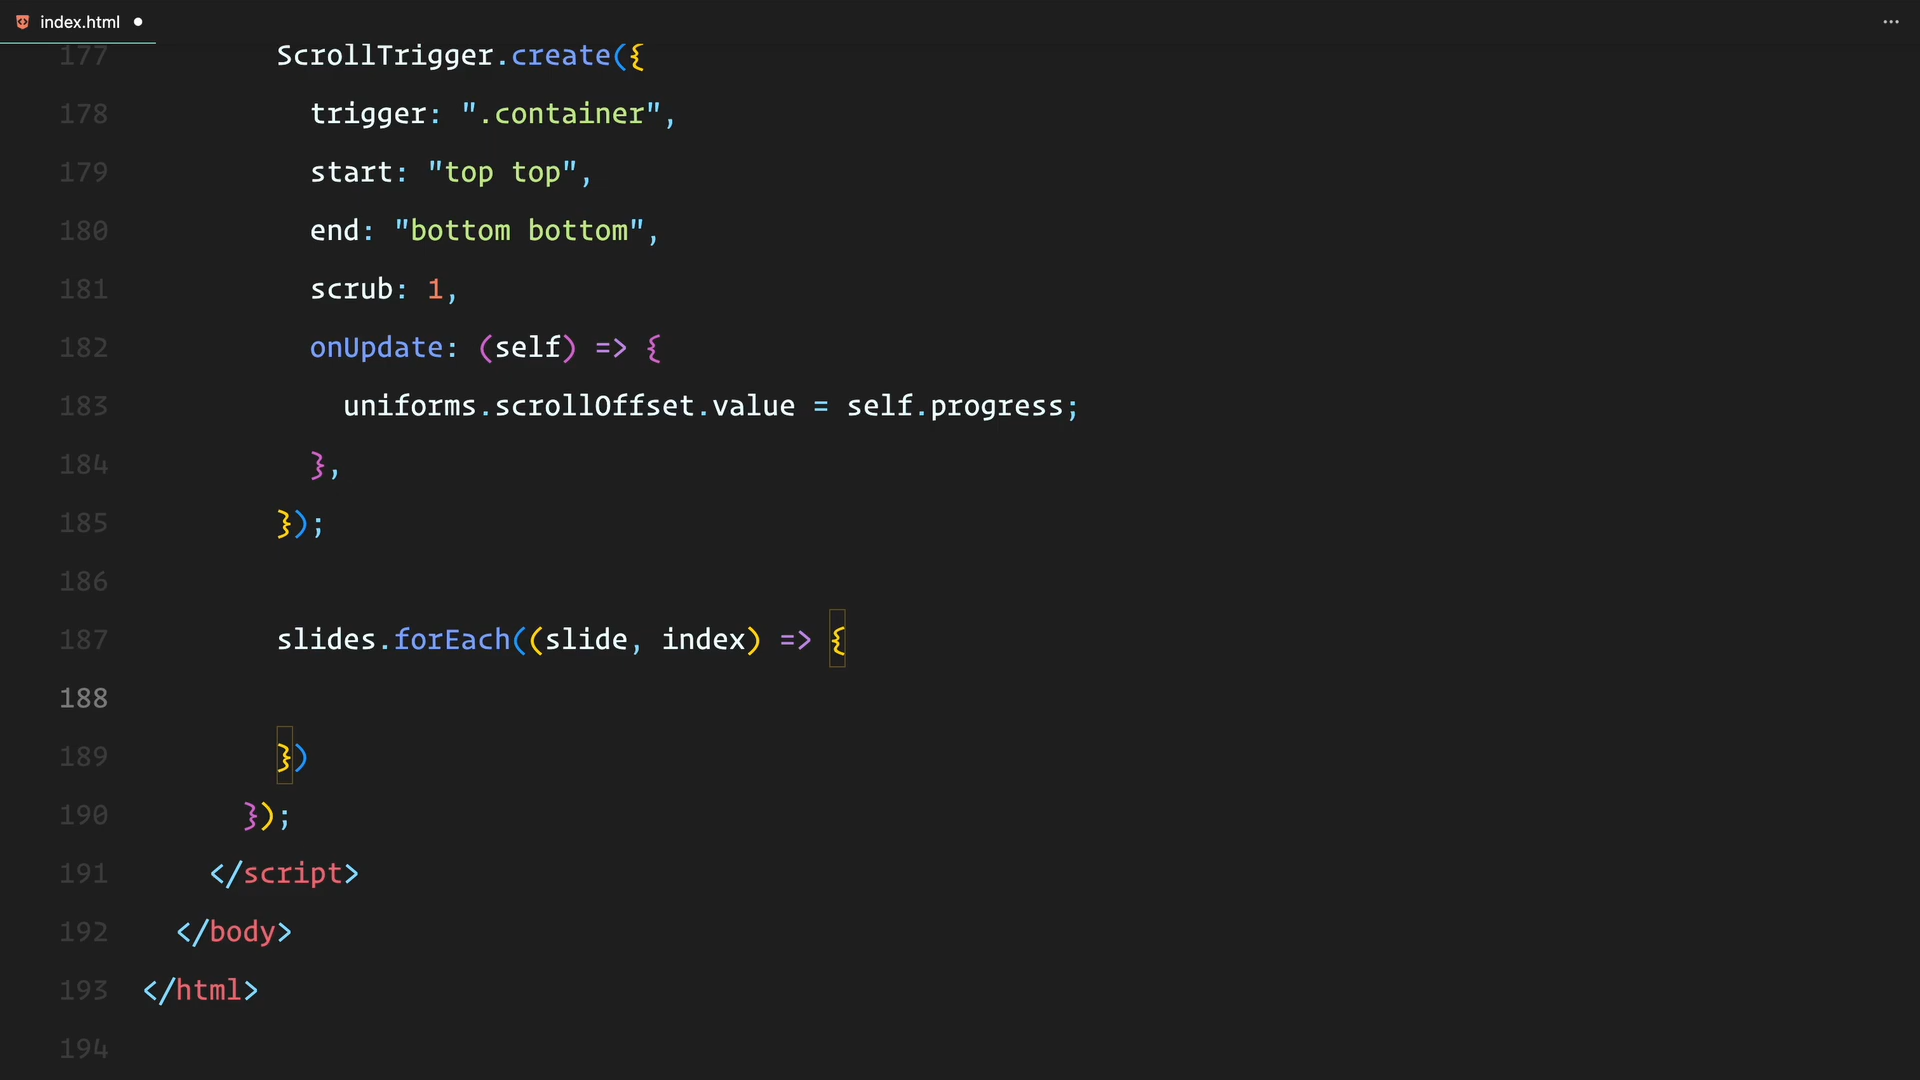 index.html
177 ScrollTrigger.create({
178 trigger: ".container",
179 start: "top top",
180 end: "bottom bottom",
181 scrub: 1,
182 onUpdate: (self) => {
183 uniforms.scrollOffset.value = self.progress;
184 },
185 });
186
187 slides.forEach((slide, index) => {
188
189 })
190 });
191 </script>
192 </body>
193 </html>
194